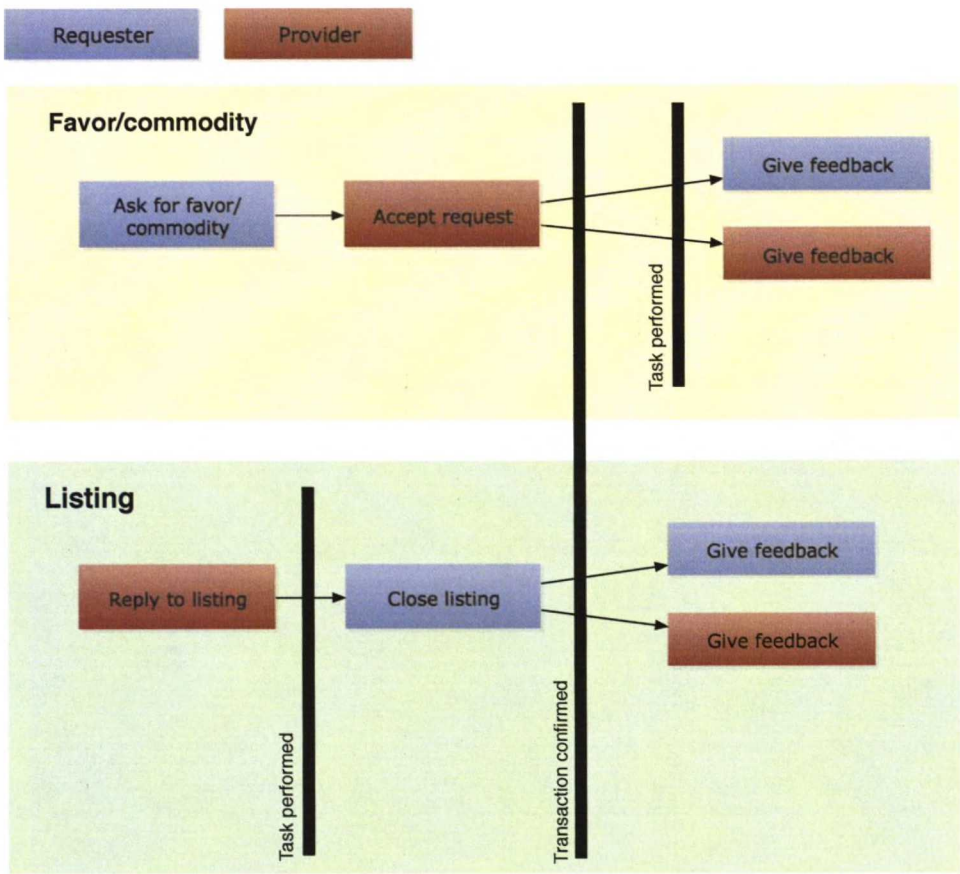 Requester
Provider
Favor/commodity
Ask for favor/
commodity
Accept request
Give feedback
Give feedback
Task performed
Listing
Reply to listing
Close listing
Give feedback
Give feedback
Task performed
Transaction confirmed